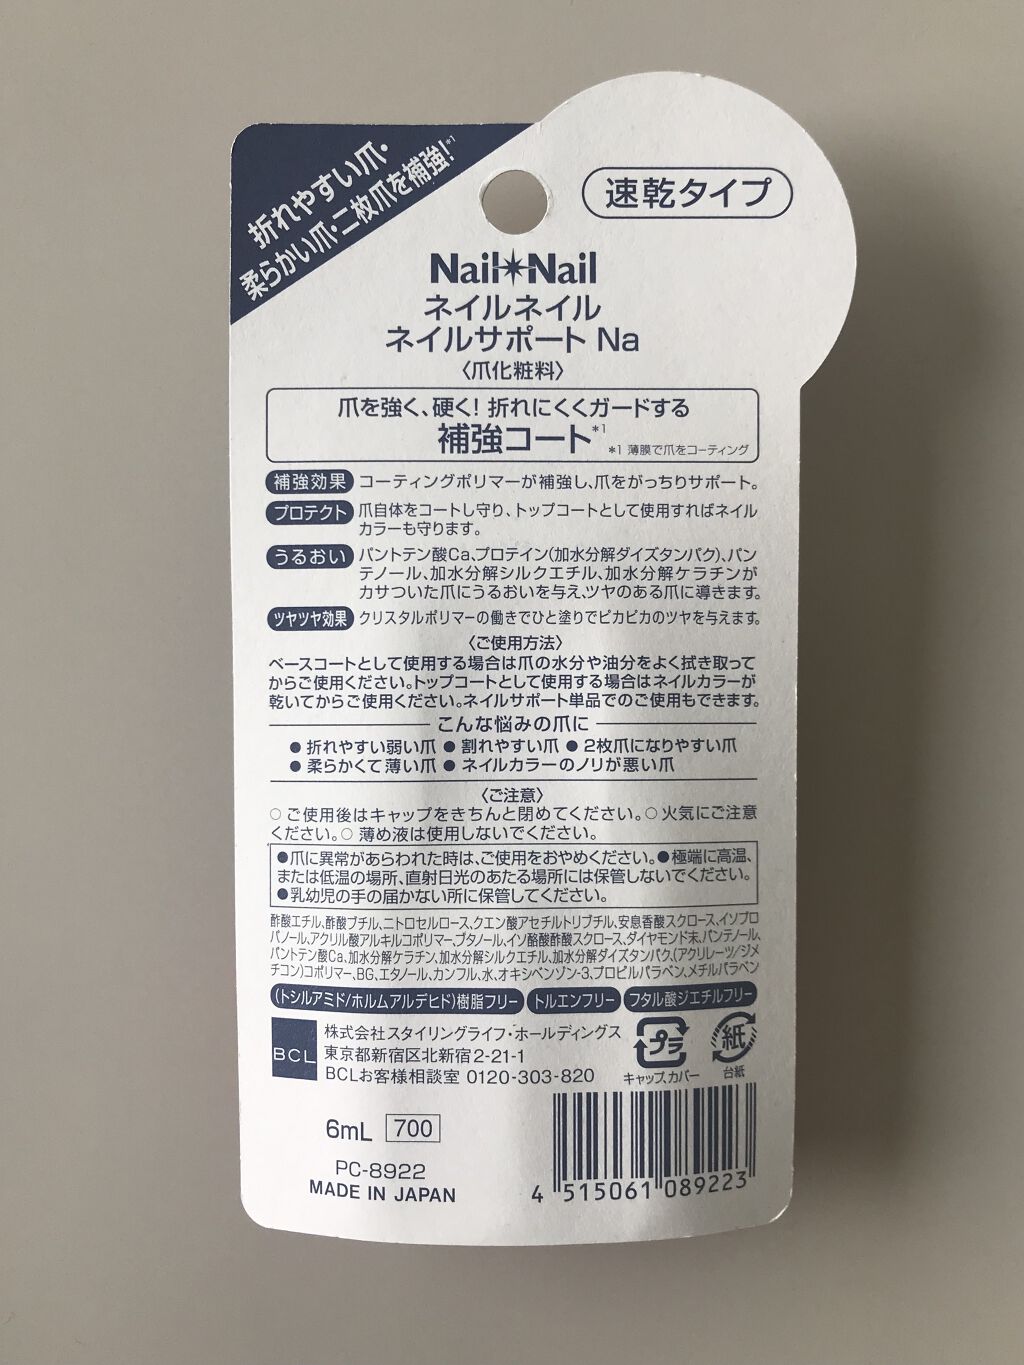 折れやすい爪・
柔らかい爪・二枚爪を補強!*1
速乾タイプ
Nail Nail
ネイルネイル
ネイルサポート Na
〈爪化粧料〉
爪を強く、硬く! 折れにくくガードする
補強コート*1
*1 薄膜で爪をコーティング
補強効果 コーティングポリマーが補強し、爪をがっちりサポート。
プロテクト 爪自体をコートし守り、トップコートとして使用すればネイル
カラーも守ります。
うるおい パントテン酸Ca、プロテイン(加水分解ダイズタンパク)、パン
テノール、加水分解シルクエチル、加水分解ケラチンが
カサついた爪にうるおいを与え、ツヤのある爪に導きます。
ツヤツヤ効果 クリスタルポリマーの働きでひと塗りでピカピカのツヤを与えます。
〈ご使用方法〉
ベースコートとして使用する場合は爪の水分や油分をよく拭き取って
からご使用ください。トップコートとして使用する場合はネイルカラーが
乾いてからご使用ください。ネイルサポート単品でのご使用もできます。
こんな悩みの爪に
● 折れやすい弱い爪 ● 割れやすい爪 ● 2枚爪になりやすい爪
● 柔らかくて薄い爪 ● ネイルカラーのノリが悪い爪
〈ご注意〉
○ ご使用後はキャップをきちんと閉めてください。○ 火気にご注意
ください。○ 薄め液は使用しないでください。
●爪に異常があらわれた時は、ご使用をおやめください。●極端に高温、
または低温の場所、直射日光のあたる場所には保管しないでください。
●乳幼児の手の届かない所に保管してください。
酢酸エチル、酢酸ブチル、ニトロセルロース、クエン酸アセチルトリブチル、安息香酸スクロース、イソプロ
パノール、アクリル酸アルキルコポリマー、ブタノール、イソ酪酸酢酸スクロース、ダイヤモンド末、パンテノール、
パントテン酸Ca、加水分解ケラチン、加水分解シルクエチル、加水分解ダイズタンパク、(アクリレーツ/ジメ
チコン)コポリマー、BG、エタノール、カンフル、水、オキシベンゾン-3、プロピルパラベン、メチルパラベン
(トシルアミド/ホルムアルデヒド)樹脂フリー トルエンフリー フタル酸ジエチルフリー
BCL
株式会社スタイリングライフ・ホールディングス
東京都新宿区北新宿2-21-1
BCLお客様相談室 0120-303-820
プラ
キャップ、カバー
紙
台紙
6mL 700
PC-8922
MADE IN JAPAN
4 515061 089223